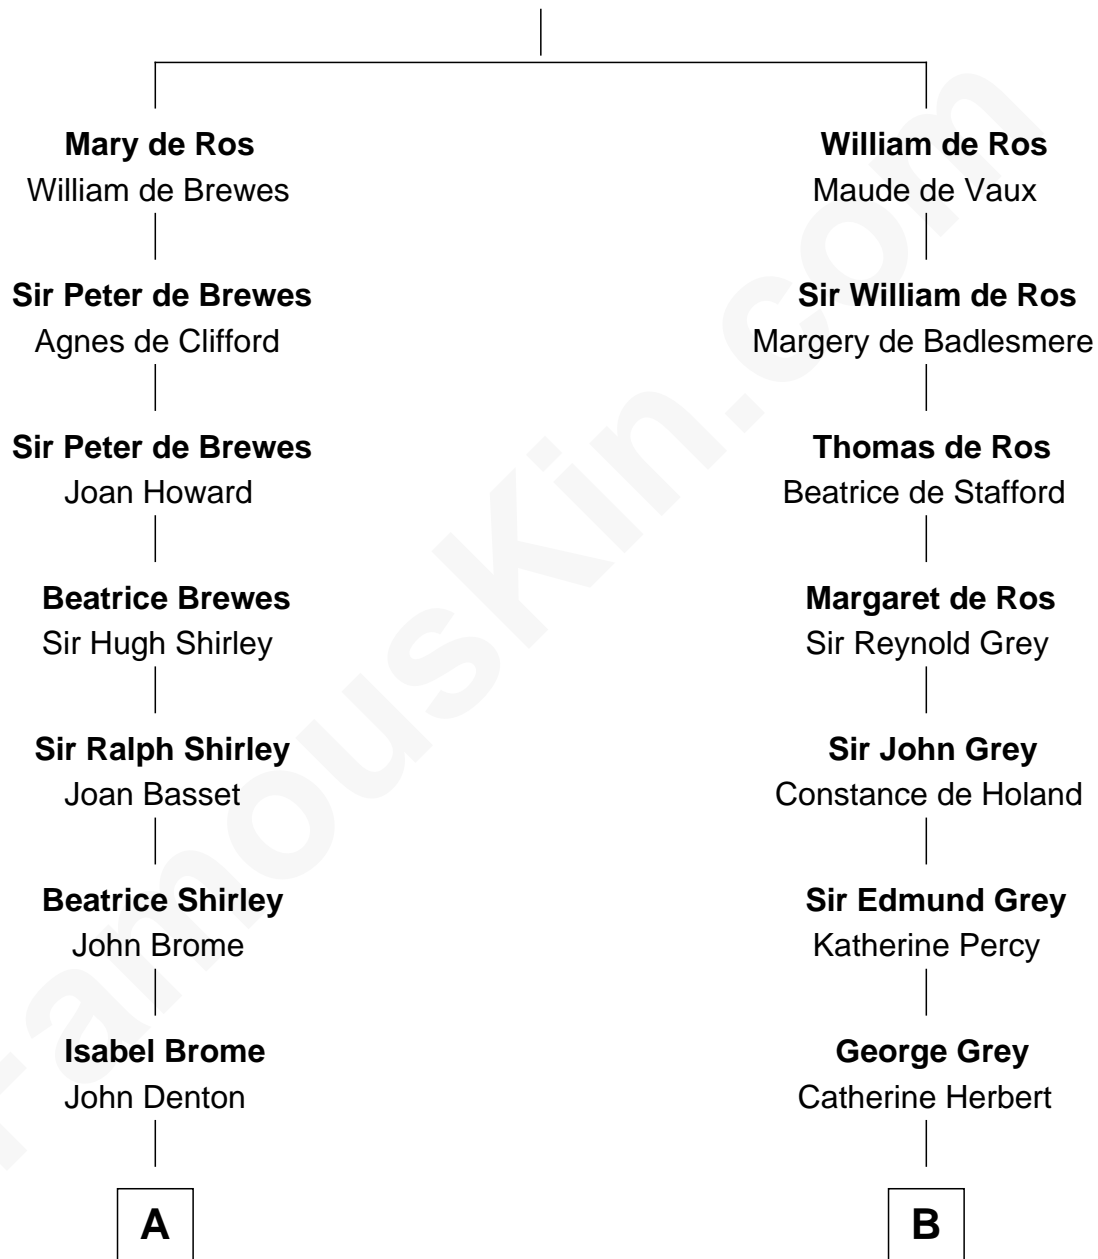 Mary de Ros
William de Brewes
Sir Peter de Brewes
Agnes de Clifford
Sir Peter de Brewes
Joan Howard
Beatrice Brewes
Sir Hugh Shirley
Sir Ralph Shirley
Joan Basset
Beatrice Shirley
John Brome
Isabel Brome
John Denton
A
William de Ros
Maude de Vaux
Sir William de Ros
Margery de Badlesmere
Thomas de Ros
Beatrice de Stafford
Margaret de Ros
Sir Reynold Grey
Sir John Grey
Constance de Holand
Sir Edmund Grey
Katherine Percy
George Grey
Catherine Herbert
B
FamousKin.com